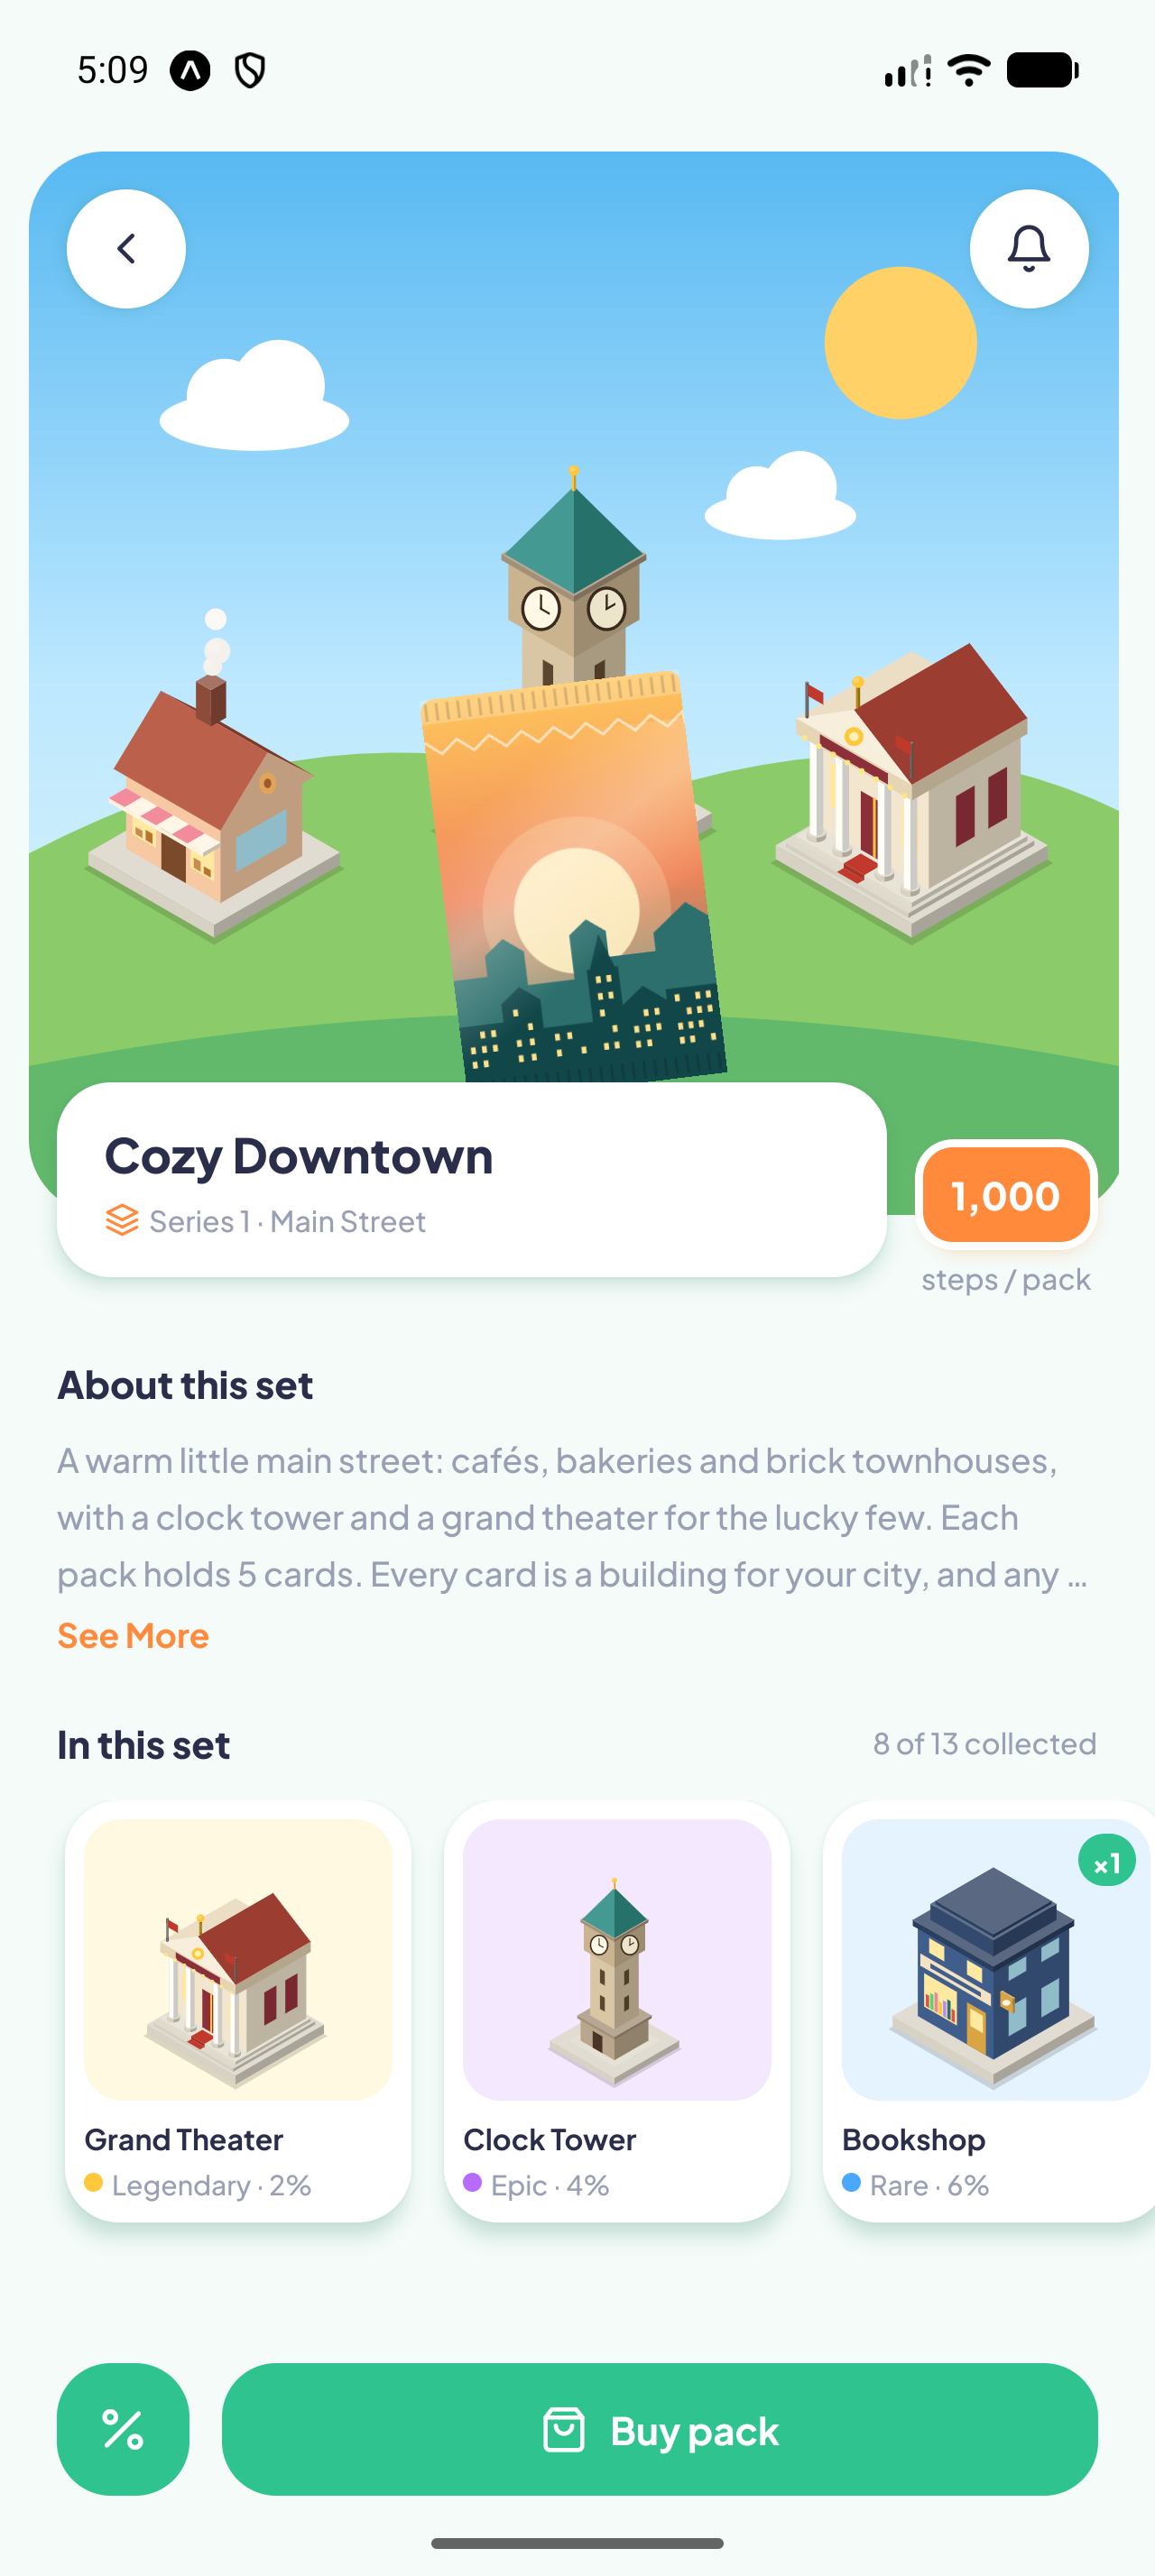 5:09
Cozy Downtown
Series 1 · Main Street
1,000
steps / pack
About this set
A warm little main street: cafés, bakeries and brick townhouses,
with a clock tower and a grand theater for the lucky few. Each
pack holds 5 cards. Every card is a building for your city, and any ...
See More
In this set
8 of 13 collected
×1
Grand Theater
Legendary · 2%
Clock Tower
Epic · 4%
Bookshop
Rare · 6%
Buy pack